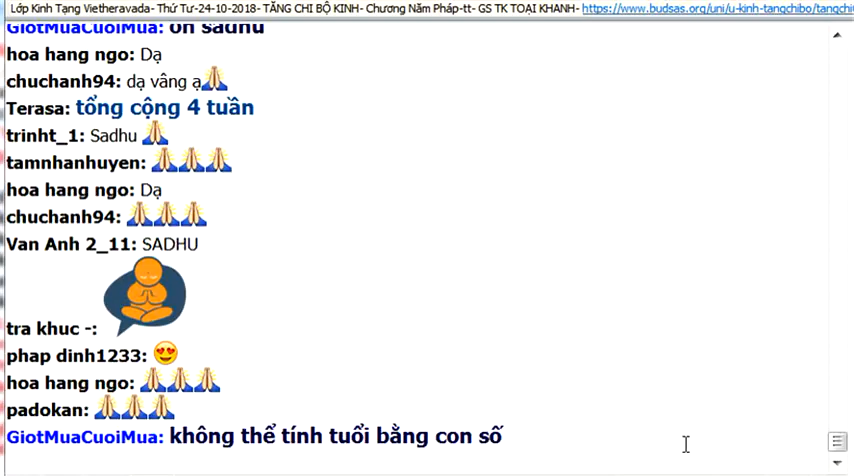 Lớp Kinh Tạng Vietheravada- Thứ Tư-24-10-2018- TĂNG CHI BỘ KINH- Chương Năm Pháp-tt- GS TK TOẠI KHANH- https://www.budsas.org/uni/u-kinh-tangchibo/tangchi
GiotMuaCuoiMua: on sadhu
hoa hang ngo: Dạ
chuchanh94: dạ vâng ạ🙏
Terasa: tổng cộng 4 tuần
trinht_1: Sadhu 🙏
tamnhanhuyen: 🙏🙏🙏
hoa hang ngo: Dạ
chuchanh94: 🙏🙏🙏
Van Anh 2_11: SADHU
tra khuc -:
phap dinh1233: 😍
hoa hang ngo: 🙏🙏🙏
padokan: 🙏🙏🙏
GiotMuaCuoiMua: không thể tính tuổi bằng con số